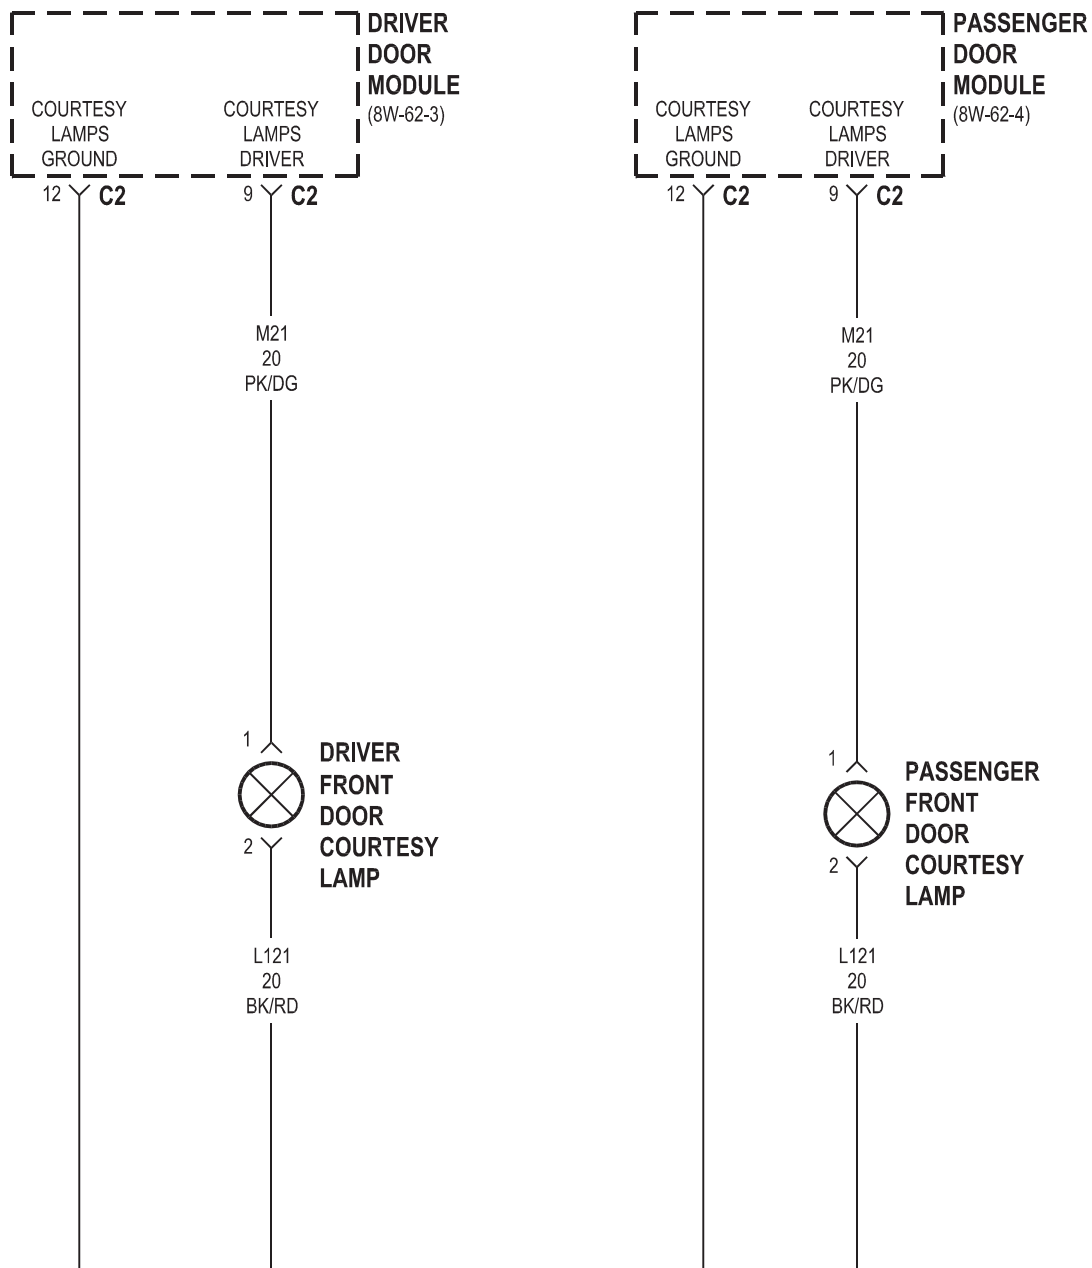 DRIVER
DOOR
MODULE
(8W-62-3)
COURTESY
LAMPS
GROUND
COURTESY
LAMPS
DRIVER
12
C2
9
C2
M21
20
PK/DG
1
DRIVER
FRONT
DOOR
COURTESY
LAMP
2
L121
20
BK/RD
PASSENGER
DOOR
MODULE
(8W-62-4)
COURTESY
LAMPS
GROUND
COURTESY
LAMPS
DRIVER
12
C2
9
C2
M21
20
PK/DG
1
PASSENGER
FRONT
DOOR
COURTESY
LAMP
2
L121
20
BK/RD